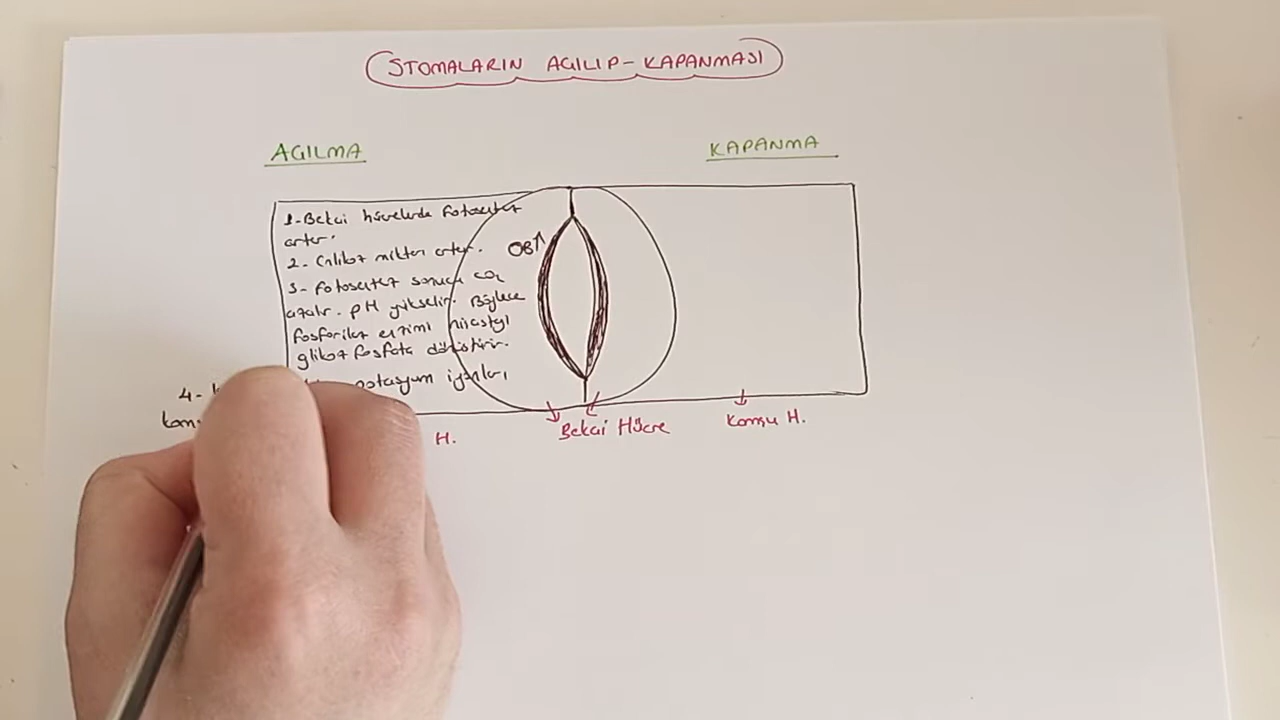 STOMALARIN AÇILIP-KAPANMASI
AÇILMA
KAPANMA
1-Bekçi hücrelerde fotosentez
artar.
2- Glikoz miktarı artar.
OB↑
3- Fotosentez sonucu CO2
azalır. pH yükselir. Böylece
fosforilaz enzimi nişastayı
glikoz fosfata dönüştürür.
4- potasyum iyonları
H.
Bekçi Hücre
Komşu H.